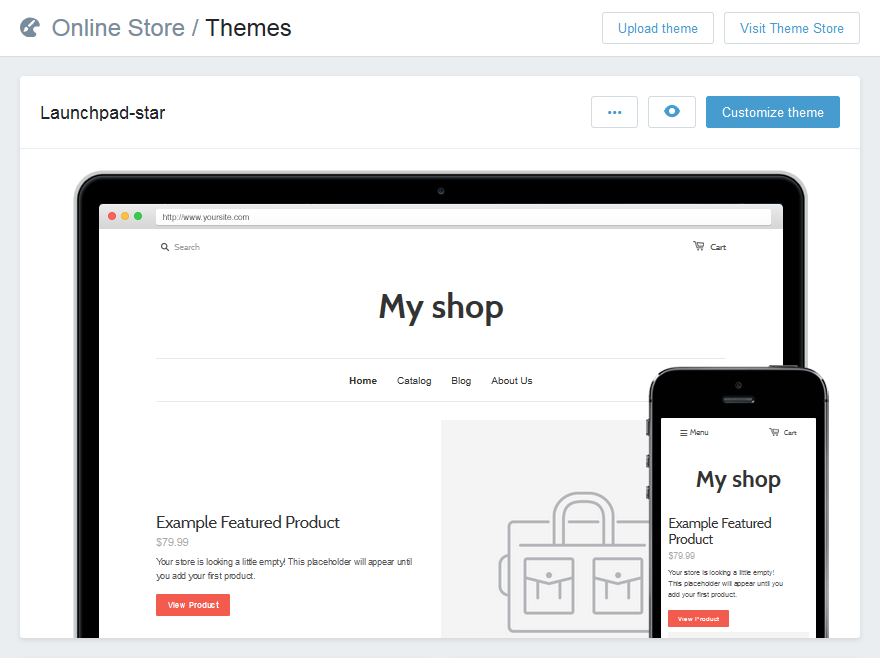 Online Store / Themes
Upload theme
Visit Theme Store
Launchpad-star
Customize theme
http://www.yoursite.com
Search
Cart
My shop
Home Catalog Blog About Us
Example Featured Product
$79.99
Your store is looking a little empty! This placeholder will appear until
you add your first product.
View Product
Menu
Cart
My shop
Example Featured
Product
$79.99
Your store is looking a little empty!
This placeholder will appear until you
add your first product.
View Product